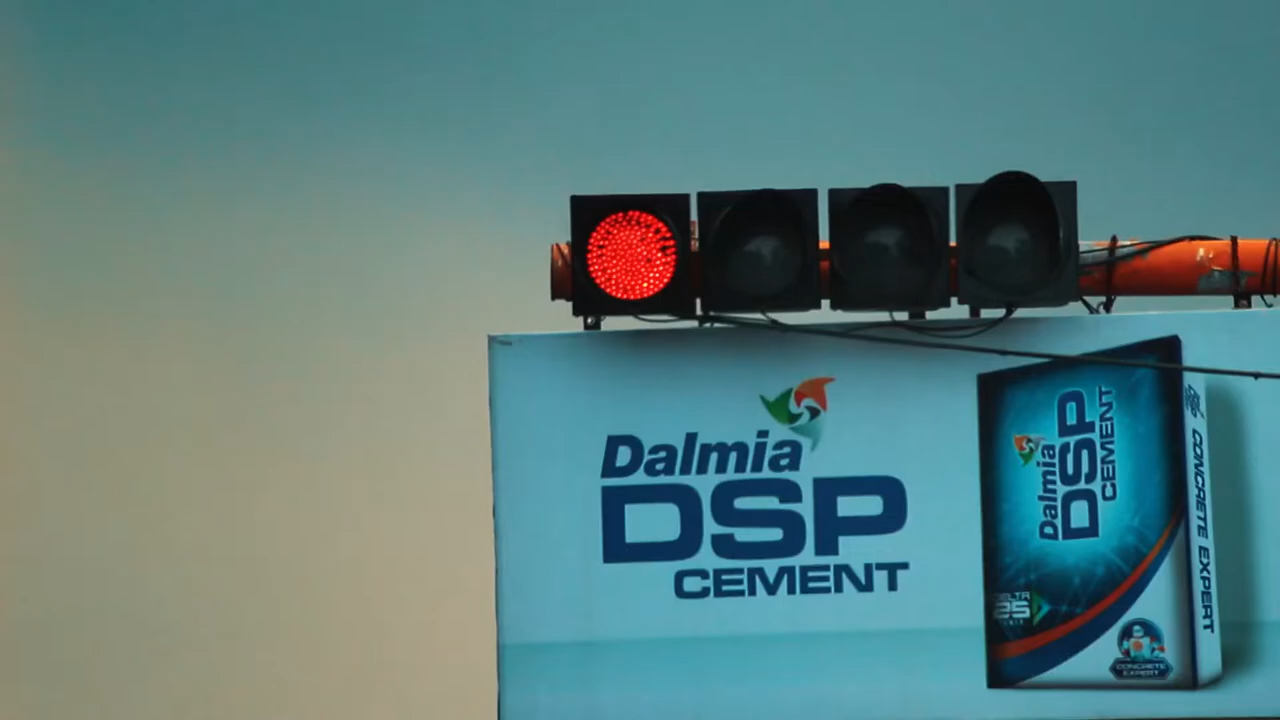 Dalmia
DSP
CEMENT
Dalmia
DSP
CEMENT
CONCRETE EXPERT
25
CONCRETE
EXPERT